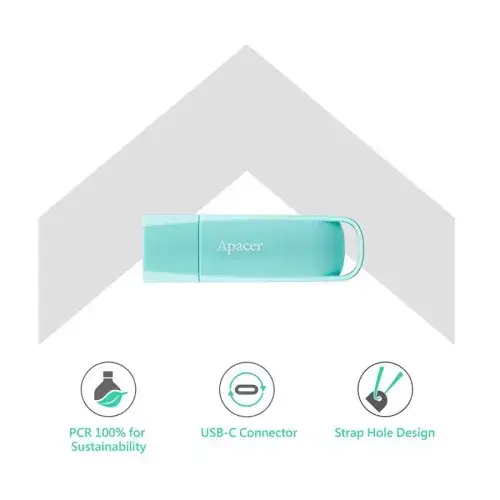 Apacer
PCR 100% for
Sustainability
USB-C Connector
Strap Hole Design